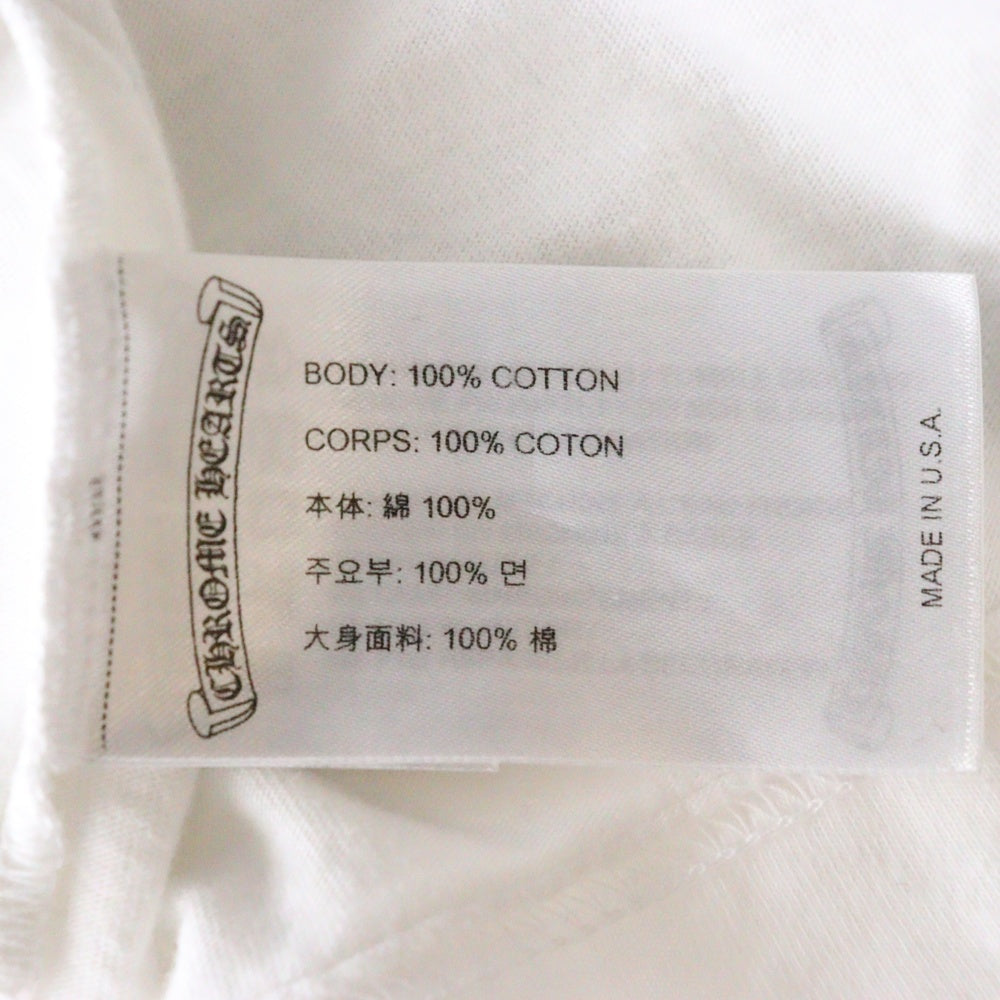 CHROME HEARTS
BODY: 100% COTTON
CORPS: 100% COTON
本体: 綿 100%
주요부: 100% 면
大身面料: 100% 棉
MADE IN U.S.A.